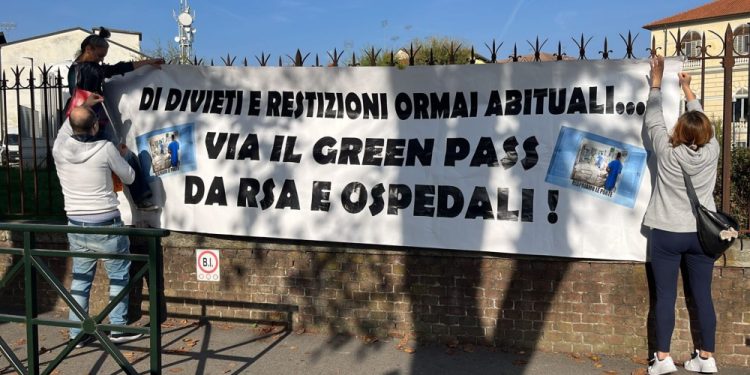 DI DIVIETI E RESTIZIONI ORMAI ABITUALI...
VIA IL GREEN PASS
DA RSA E OSPEDALI !
B.I.